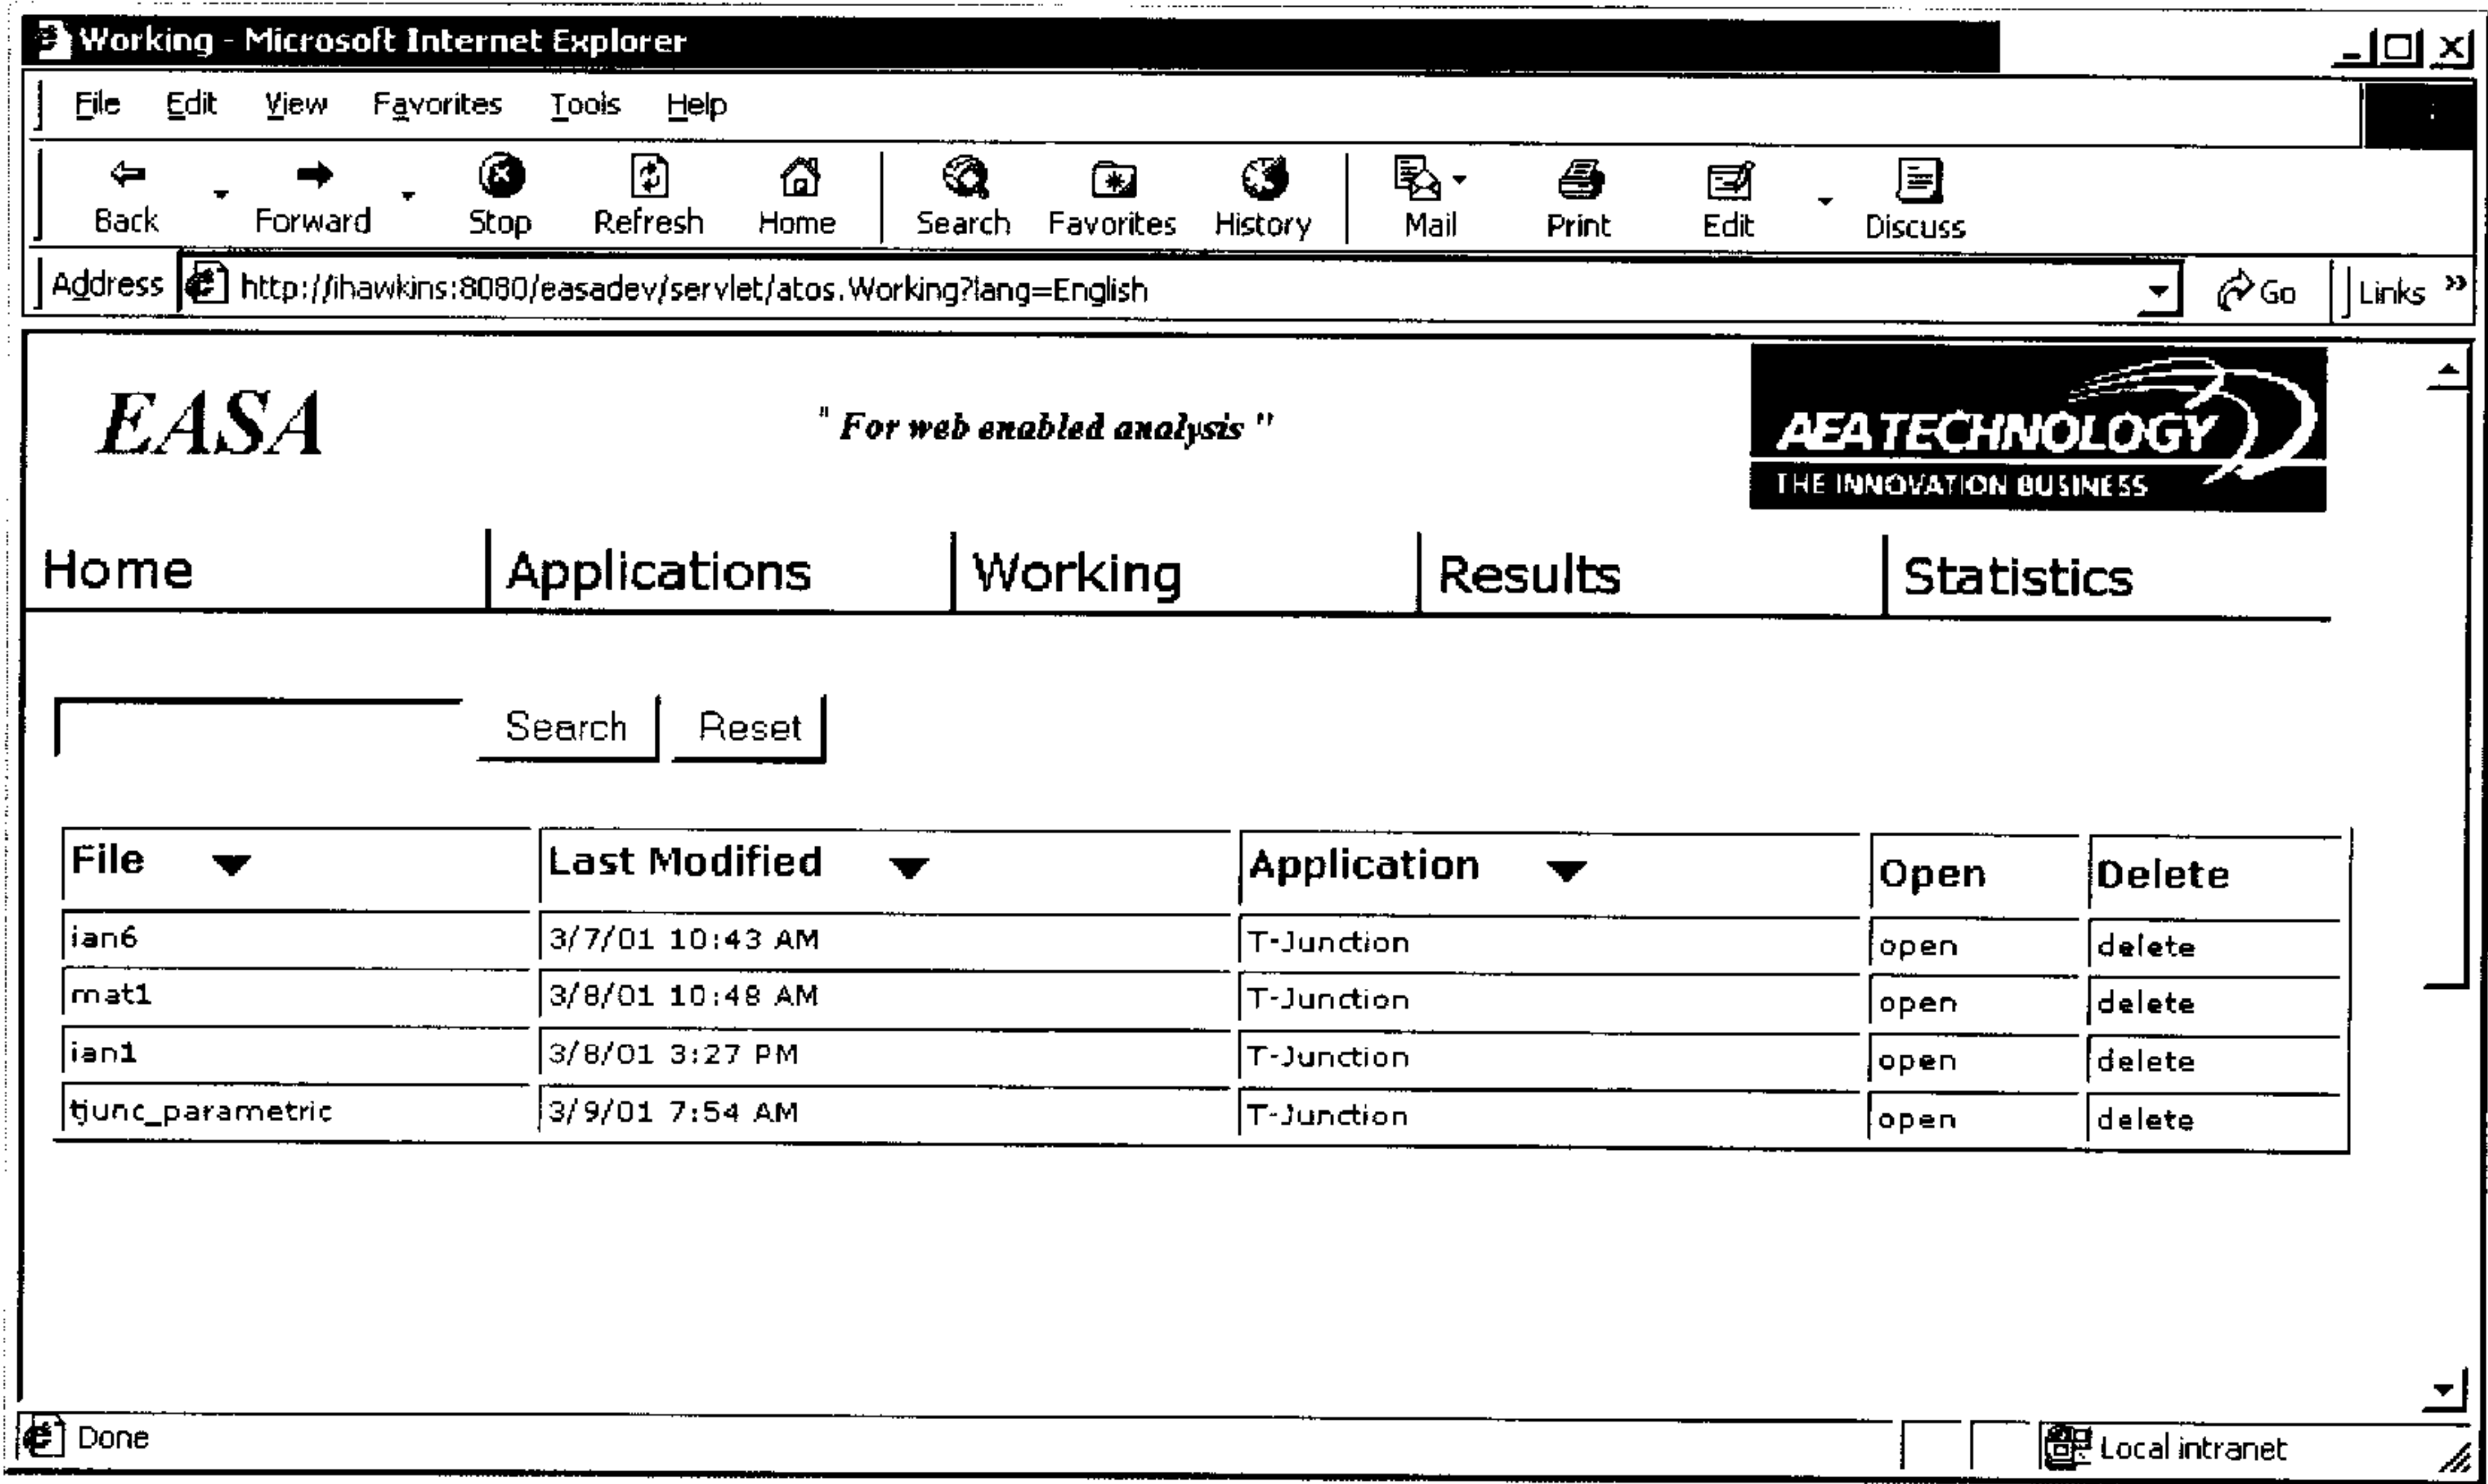 Working - Microsoft Internet Explorer
File Edit View Favorites Tools Help
Back Forward Stop Refresh Home Search Favorites History Mail Print Edit Discuss
Address http://ihawkins:8080/easadev/servlet/atos.Working?lang=English Go Links »
EASA " For web enabled analysis " AEA TECHNOLOGY
THE INNOVATION BUSINESS
Home Applications Working Results Statistics
Search Reset
File Last Modified Application Open Delete
ian6 3/7/01 10:43 AM T-Junction open delete
mat1 3/8/01 10:48 AM T-Junction open delete
ian1 3/8/01 3:27 PM T-Junction open delete
tjunc_parametric 3/9/01 7:54 AM T-Junction open delete
Done Local intranet